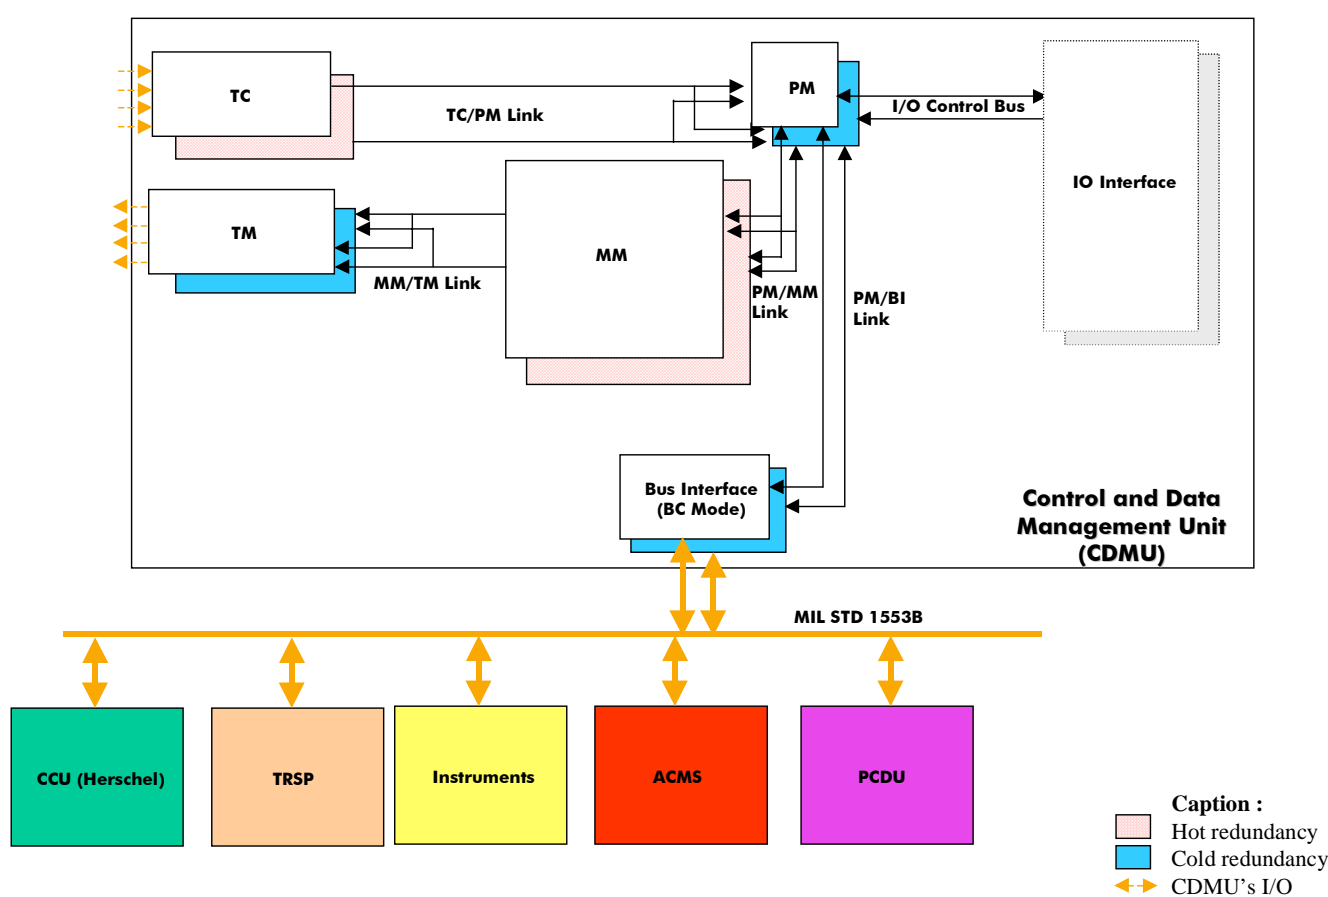 TC
PM
TC/PM Link
I/O Control Bus
IO Interface
TM
MM
MM/TM Link
PM/MM
Link
PM/BI
Link
Bus Interface
(BC Mode)
Control and Data
Management Unit
(CDMU)
MIL STD 1553B
CCU (Herschel)
TRSP
Instruments
ACMS
PCDU
Caption :
Hot redundancy
Cold redundancy
CDMU's I/O